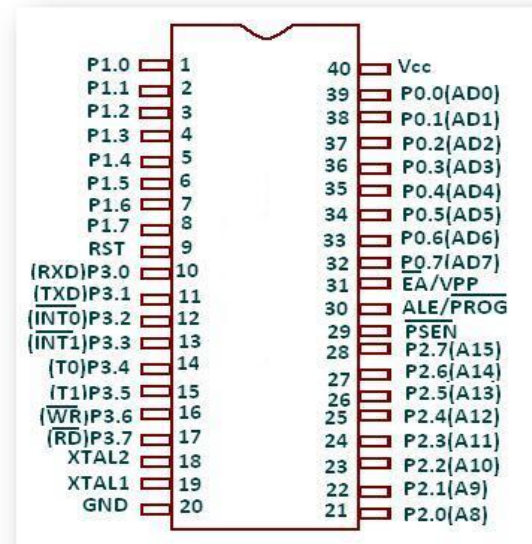 P1.0 1
P1.1 2
P1.2 3
P1.3 4
P1.4 5
P1.5 6
P1.6 7
P1.7 8
RST 9
(RXD)P3.0 10
(TXD)P3.1 11
(INT0)P3.2 12
(INT1)P3.3 13
(T0)P3.4 14
(T1)P3.5 15
(WR)P3.6 16
(RD)P3.7 17
XTAL2 18
XTAL1 19
GND 20
40 Vcc
39 P0.0(AD0)
38 P0.1(AD1)
37 P0.2(AD2)
36 P0.3(AD3)
35 P0.4(AD4)
34 P0.5(AD5)
33 P0.6(AD6)
32 P0.7(AD7)
31 EA/VPP
30 ALE/PROG
29 PSEN
28 P2.7(A15)
27 P2.6(A14)
26 P2.5(A13)
25 P2.4(A12)
24 P2.3(A11)
23 P2.2(A10)
22 P2.1(A9)
21 P2.0(A8)